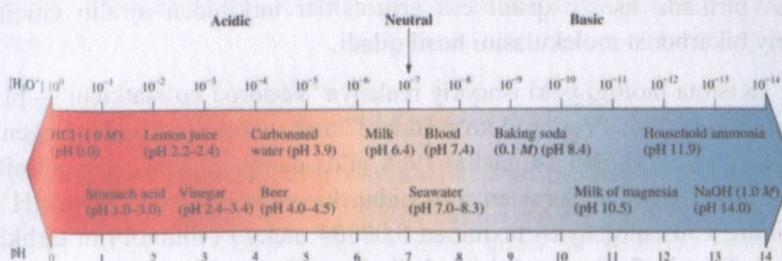 Acidic Neutral Basic
[H₃O⁺] 10⁰ 10⁻¹ 10⁻² 10⁻³ 10⁻⁴ 10⁻⁵ 10⁻⁶ 10⁻⁷ 10⁻⁸ 10⁻⁹ 10⁻¹⁰ 10⁻¹¹ 10⁻¹² 10⁻¹³ 10⁻¹⁴
HCl (1.0 M) Lemon juice Carbonated Milk Blood Baking soda Household ammonia
(pH 0.0) (pH 2.2–2.4) water (pH 3.9) (pH 6.4) (pH 7.4) (0.1 M) (pH 8.4) (pH 11.9)
Stomach acid Vinegar Beer Seawater Milk of magnesia NaOH (1.0 M)
(pH 1.0–3.0) (pH 2.4–3.4) (pH 4.0–4.5) (pH 7.0–8.3) (pH 10.5) (pH 14.0)
pH 0 1 2 3 4 5 6 7 8 9 10 11 12 13 14